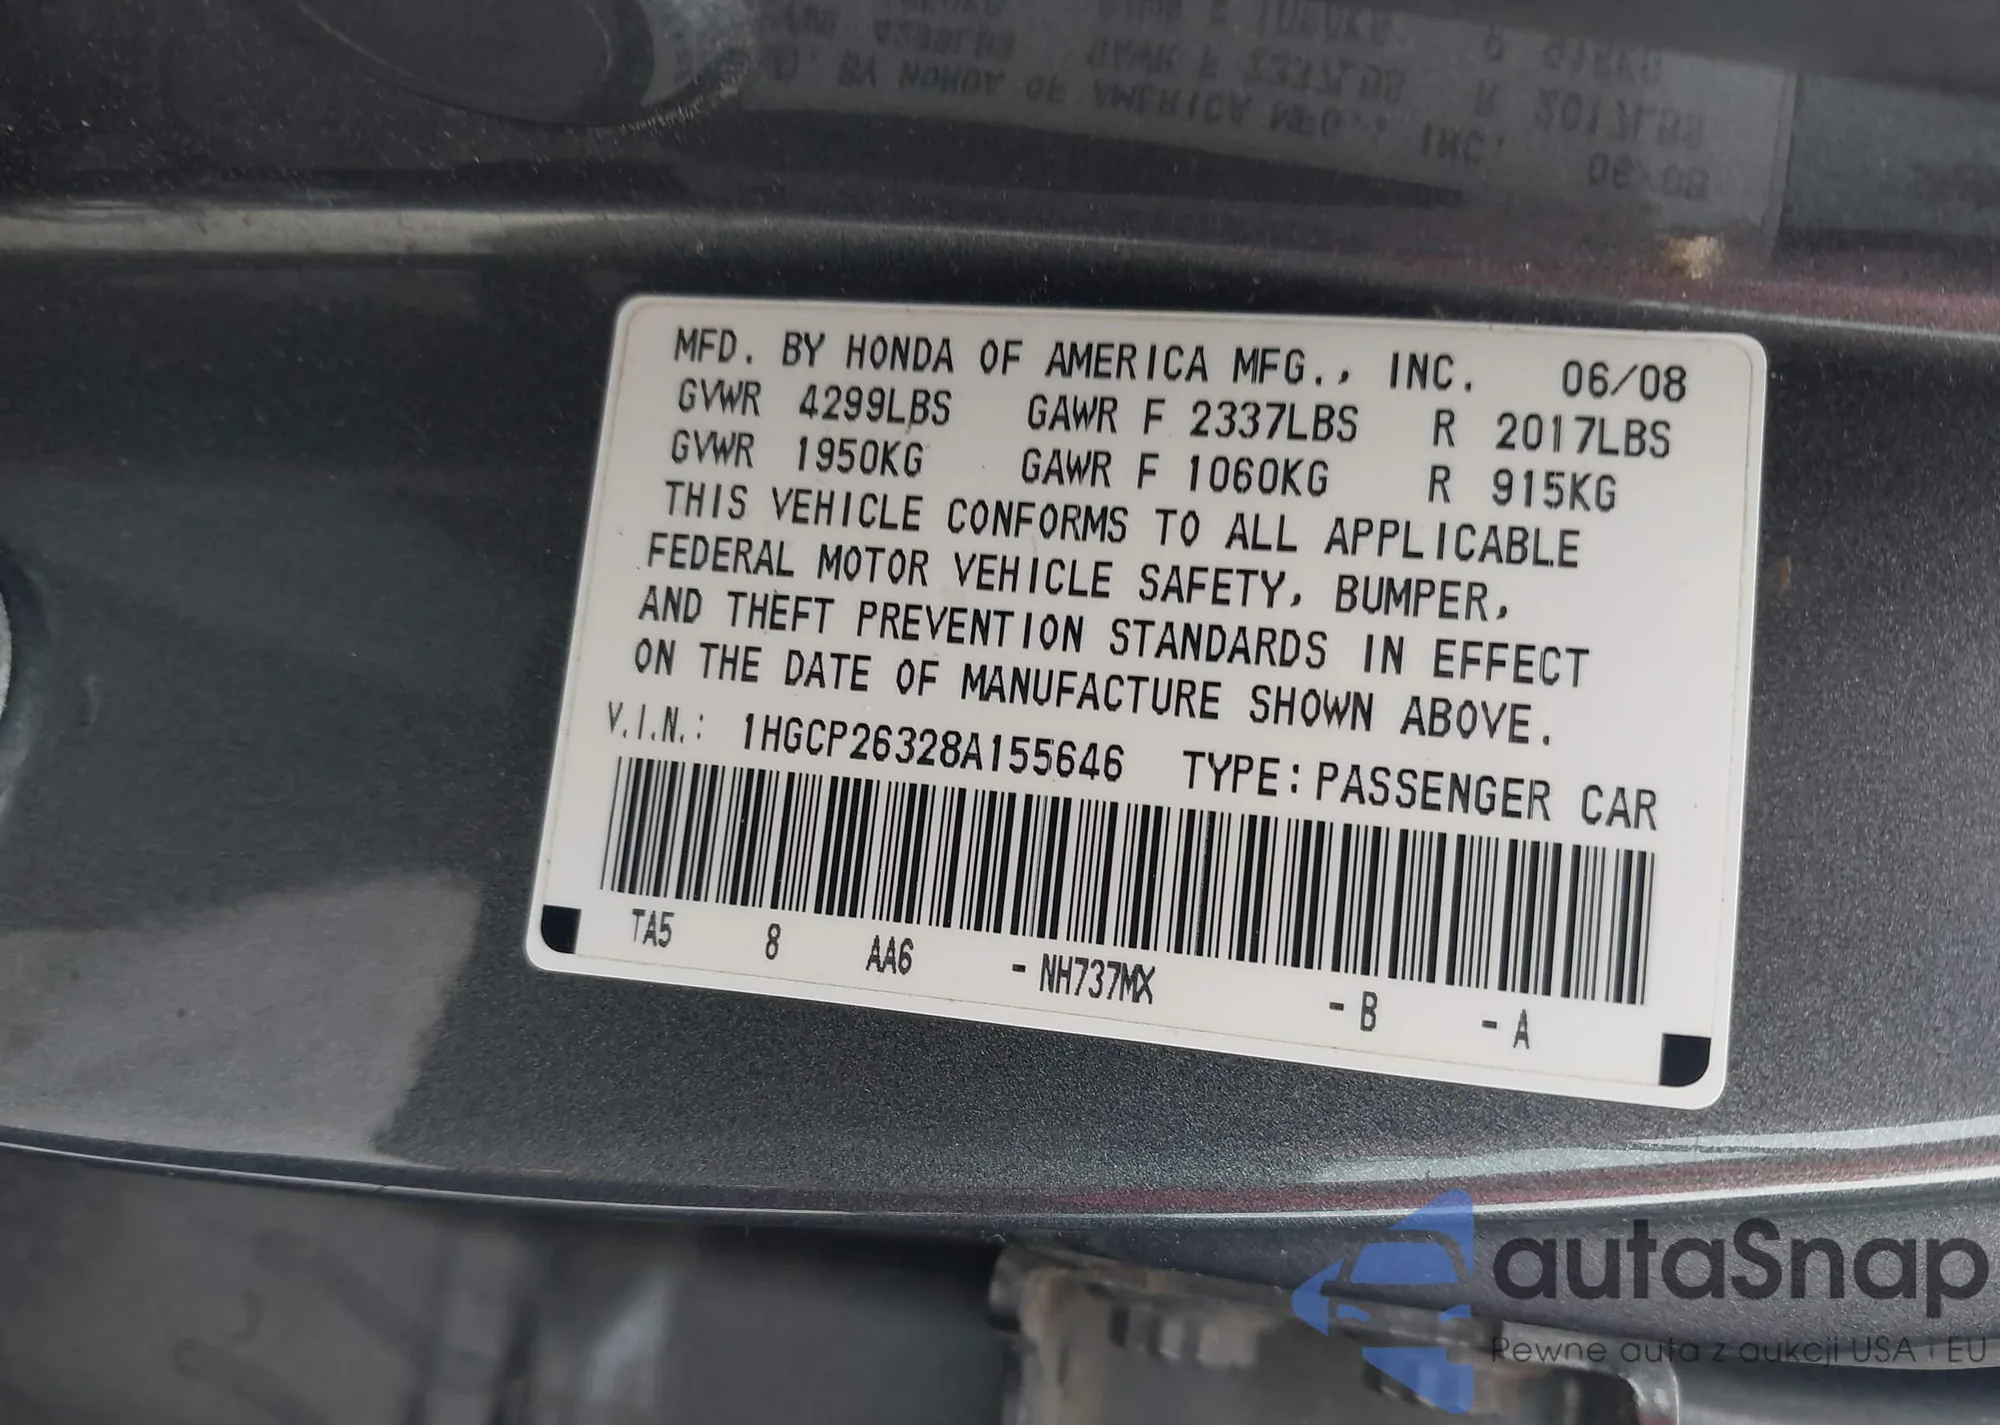 MFD. BY HONDA OF AMERICA MFG., INC. 06/08
GVWR 4299LBS GAWR F 2337LBS R 2017LBS
GVWR 1950KG GAWR F 1060KG R 915KG
THIS VEHICLE CONFORMS TO ALL APPLICABLE
FEDERAL MOTOR VEHICLE SAFETY, BUMPER,
AND THEFT PREVENTION STANDARDS IN EFFECT
ON THE DATE OF MANUFACTURE SHOWN ABOVE.
V.I.N.: 1HGCP26328A155646 TYPE: PASSENGER CAR
TA5 8 AA6 -NH737MX -B -A
autaSnap
Pewne auta z aukcji USA i EU